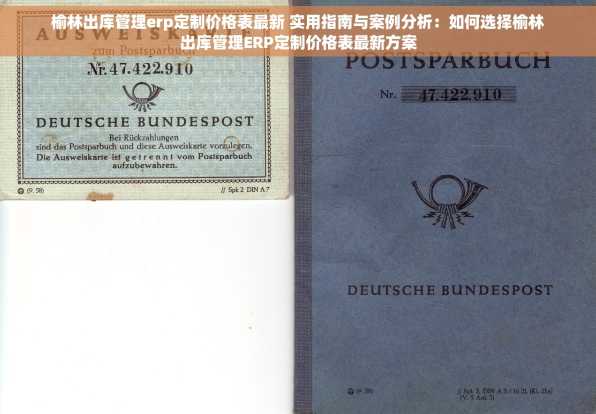 榆林出库管理erp定制价格表最新 实用指南与案例分析：如何选择榆林
出库管理ERP定制价格表最新方案
AUSWEISKARTE
zum Postsparbuch
Nr. 47.422.910
DEUTSCHE BUNDESPOST
Bei Rückzahlungen
sind das Postsparbuch und diese Ausweiskarte vorzulegen.
Die Ausweiskarte ist getrennt vom Postsparbuch
aufzubewahren.
(9. 58)
// Spk 2 DIN A 7
POSTSPARBUCH
Nr. 47.422.910
DEUTSCHE BUNDESPOST